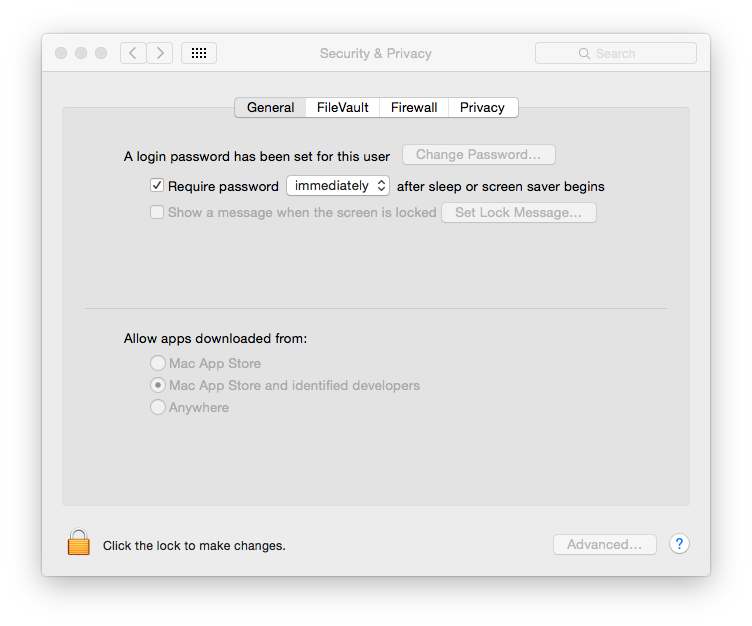 Security & Privacy
Search
General FileVault Firewall Privacy
A login password has been set for this user Change Password...
Require password immediately after sleep or screen saver begins
Show a message when the screen is locked Set Lock Message...
Allow apps downloaded from:
Mac App Store
Mac App Store and identified developers
Anywhere
Click the lock to make changes. Advanced... ?